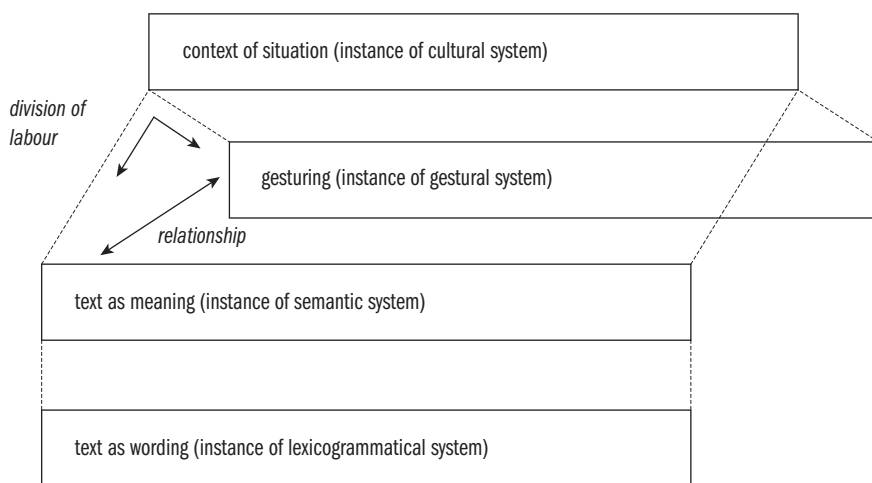 context of situation (instance of cultural system)
division of
labour
gesturing (instance of gestural system)
relationship
text as meaning (instance of semantic system)
text as wording (instance of lexicogrammatical system)